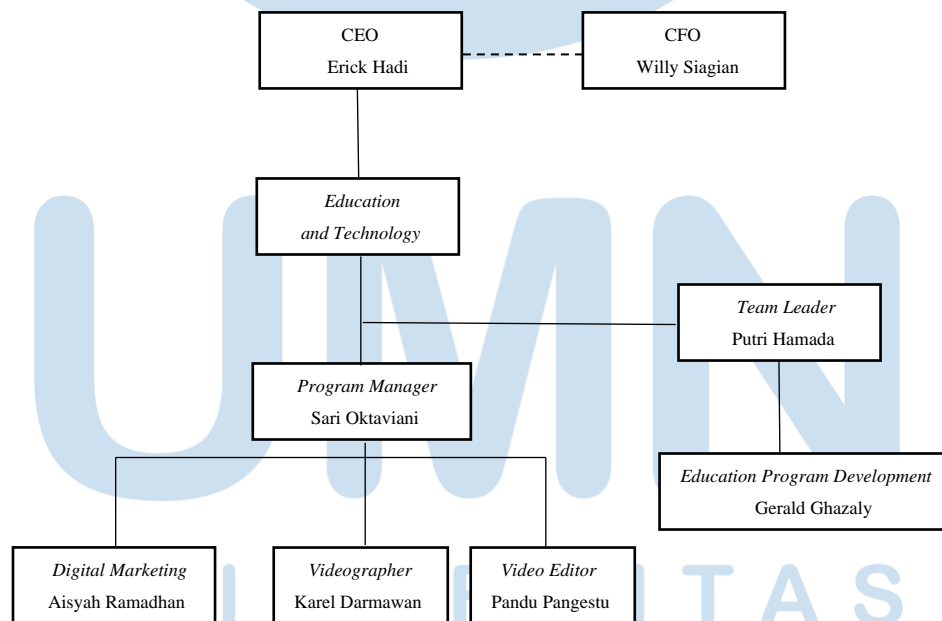 CEO
Erick Hadi
CFO
Willy Siagian
Education
and Technology
Team Leader
Putri Hamada
Program Manager
Sari Oktaviani
Education Program Development
Gerald Ghazaly
Digital Marketing
Aisyah Ramadhan
Videographer
Karel Darmawan
Video Editor
Pandu Pangestu
UMN